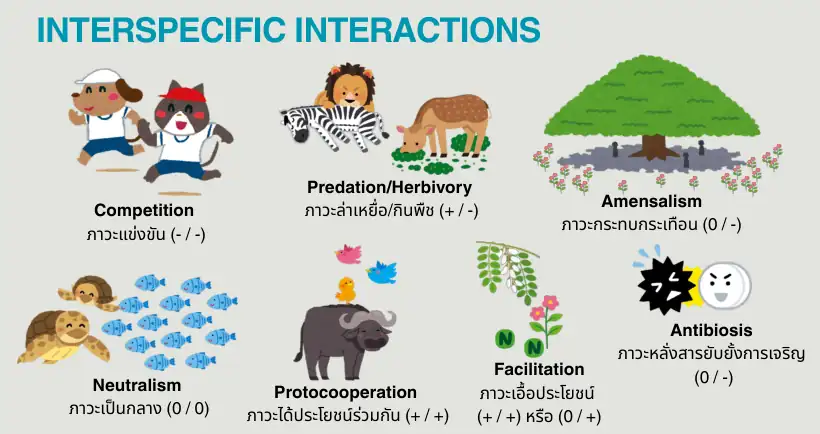 INTERSPECIFIC INTERACTIONS
Competition
ภาวะแข่งขัน (- / -)
Predation/Herbivory
ภาวะล่าเหยื่อ/กินพืช (+ / -)
Amensalism
ภาวะกระทบกระเทือน (0 / -)
Neutralism
ภาวะเป็นกลาง (0 / 0)
Protocooperation
ภาวะได้ประโยชน์ร่วมกัน (+ / +)
N N
Facilitation
ภาวะเอื้อประโยชน์
(+ / +) หรือ (0 / +)
Antibiosis
ภาวะหลั่งสารยับยั้งการเจริญ
(0 / -)